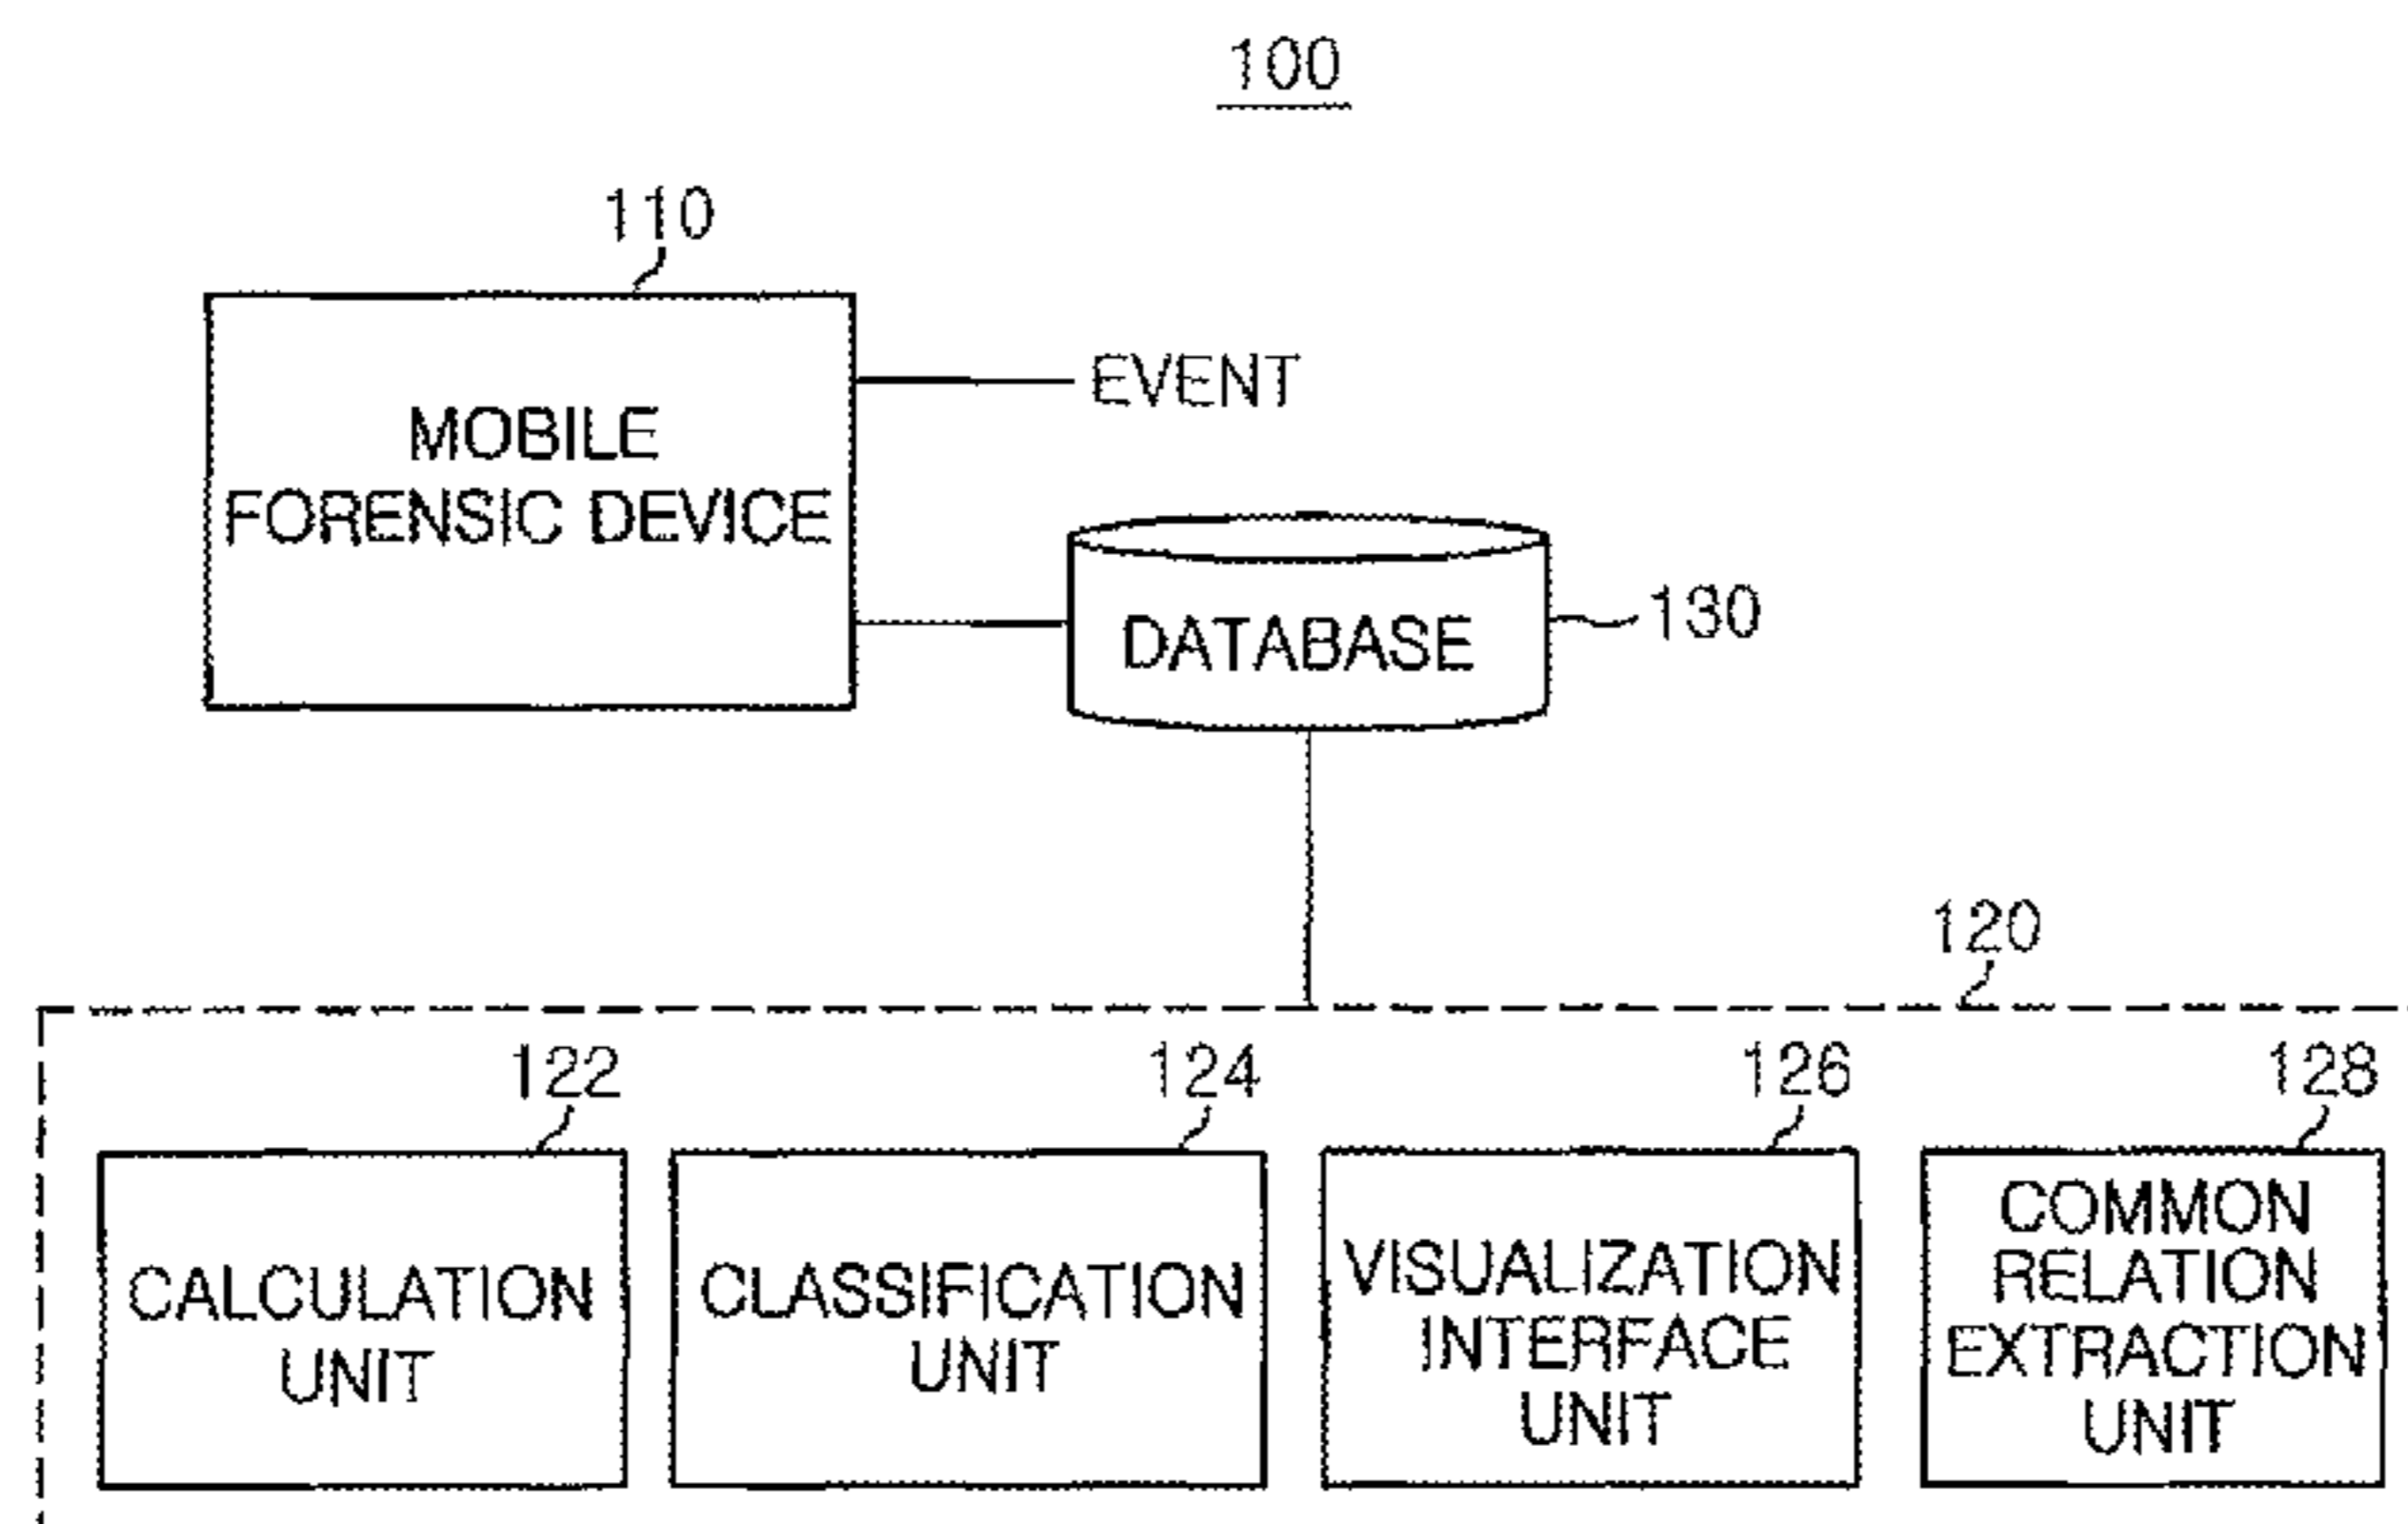 100
110
MOBILE
FORENSIC DEVICE
EVENT
DATABASE
130
120
122
124
126
128
CALCULATION
UNIT
CLASSIFICATION
UNIT
VISUALIZATION
INTERFACE
UNIT
COMMON
RELATION
EXTRACTION
UNIT